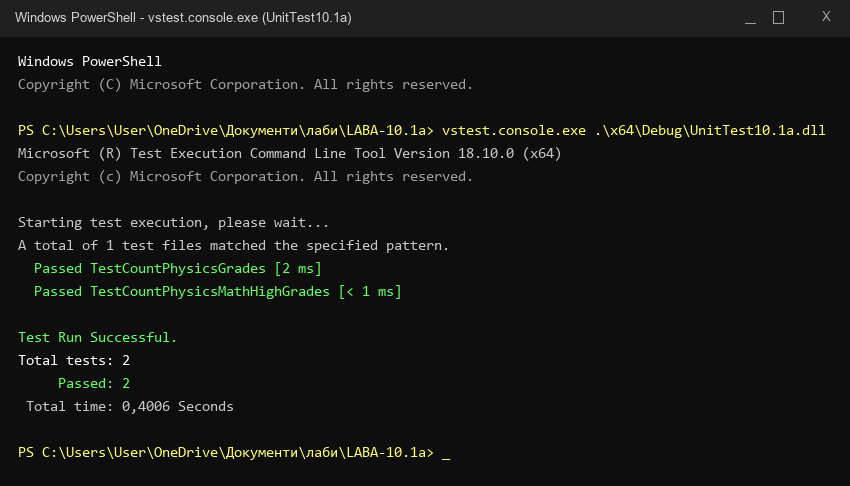 Windows PowerShell - vstest.console.exe (UnitTest10.1a)
Windows PowerShell
Copyright (C) Microsoft Corporation. All rights reserved.
PS C:\Users\User\OneDrive\Документи\лаби\LABA-10.1a> vstest.console.exe .\x64\Debug\UnitTest10.1a.dll
Microsoft (R) Test Execution Command Line Tool Version 18.10.0 (x64)
Copyright (c) Microsoft Corporation. All rights reserved.
Starting test execution, please wait...
A total of 1 test files matched the specified pattern.
Passed TestCountPhysicsGrades [2 ms]
Passed TestCountPhysicsMathHighGrades [< 1 ms]
Test Run Successful.
Total tests: 2
Passed: 2
Total time: 0,4006 Seconds
PS C:\Users\User\OneDrive\Документи\лаби\LABA-10.1a> _